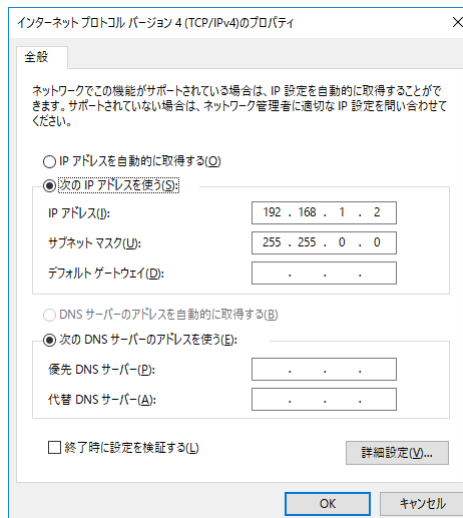 インターネット プロトコル バージョン 4 (TCP/IPv4)のプロパティ
全般
ネットワークでこの機能がサポートされている場合は、IP 設定を自動的に取得することがで
きます。サポートされていない場合は、ネットワーク管理者に適切な IP 設定を問い合わせて
ください。
IP アドレスを自動的に取得する(O)
次の IP アドレスを使う(S):
IP アドレス(I): 192 . 168 . 1 . 2
サブネット マスク(U): 255 . 255 . 0 . 0
デフォルト ゲートウェイ(D): . . .
DNS サーバーのアドレスを自動的に取得する(B)
次の DNS サーバーのアドレスを使う(E):
優先 DNS サーバー(P): . . .
代替 DNS サーバー(A): . . .
終了時に設定を検証する(L)
詳細設定(V)...
OK キャンセル